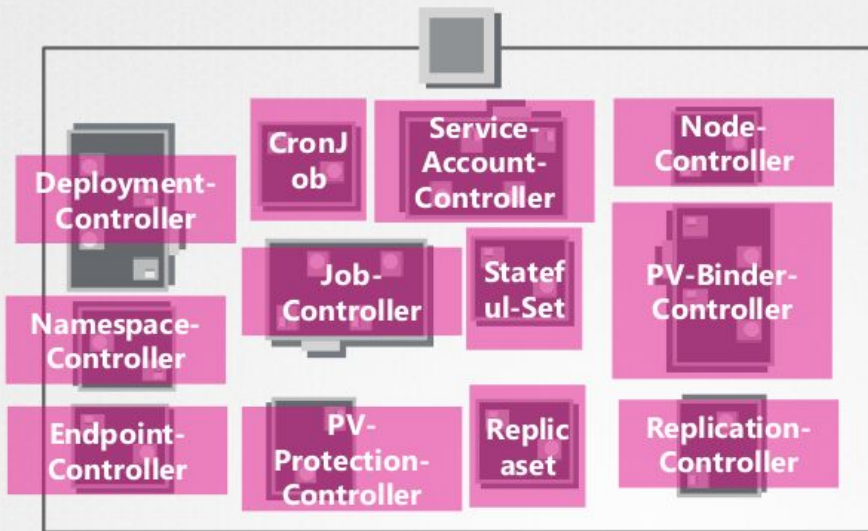 CronJ
ob
Service-
Account-
Controller
Node-
Controller
Deployment-
Controller
Job-
Controller
Statef
ul-Set
PV-Binder-
Controller
Namespace-
Controller
Endpoint-
Controller
PV-
Protection-
Controller
Replic
aset
Replication-
Controller